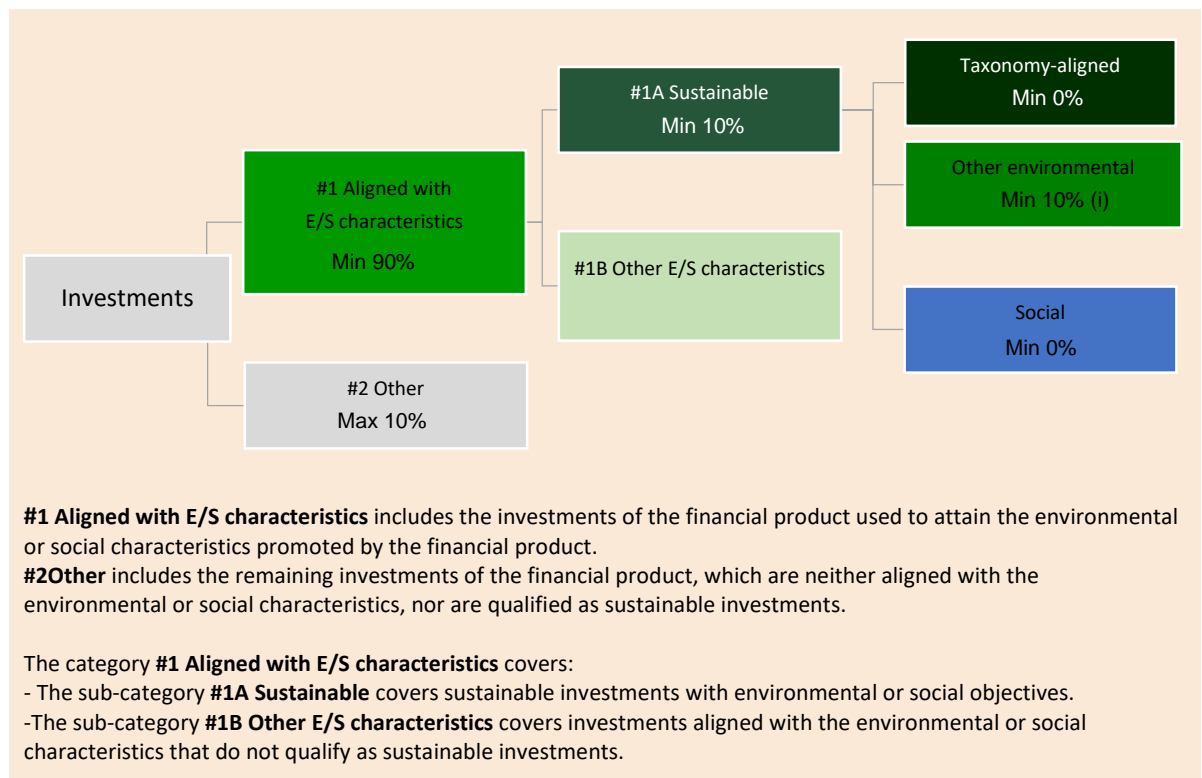 Taxonomy-aligned
Min 0%
#1A Sustainable
Min 10%
Other environmental
Min 10% (i)
#1 Aligned with
E/S characteristics
Min 90%
#1B Other E/S characteristics
Investments
Social
Min 0%
#2 Other
Max 10%
#1 Aligned with E/S characteristics includes the investments of the financial product used to attain the environmental
or social characteristics promoted by the financial product.
#2Other includes the remaining investments of the financial product, which are neither aligned with the
environmental or social characteristics, nor are qualified as sustainable investments.
The category #1 Aligned with E/S characteristics covers:
- The sub-category #1A Sustainable covers sustainable investments with environmental or social objectives.
-The sub-category #1B Other E/S characteristics covers investments aligned with the environmental or social
characteristics that do not qualify as sustainable investments.